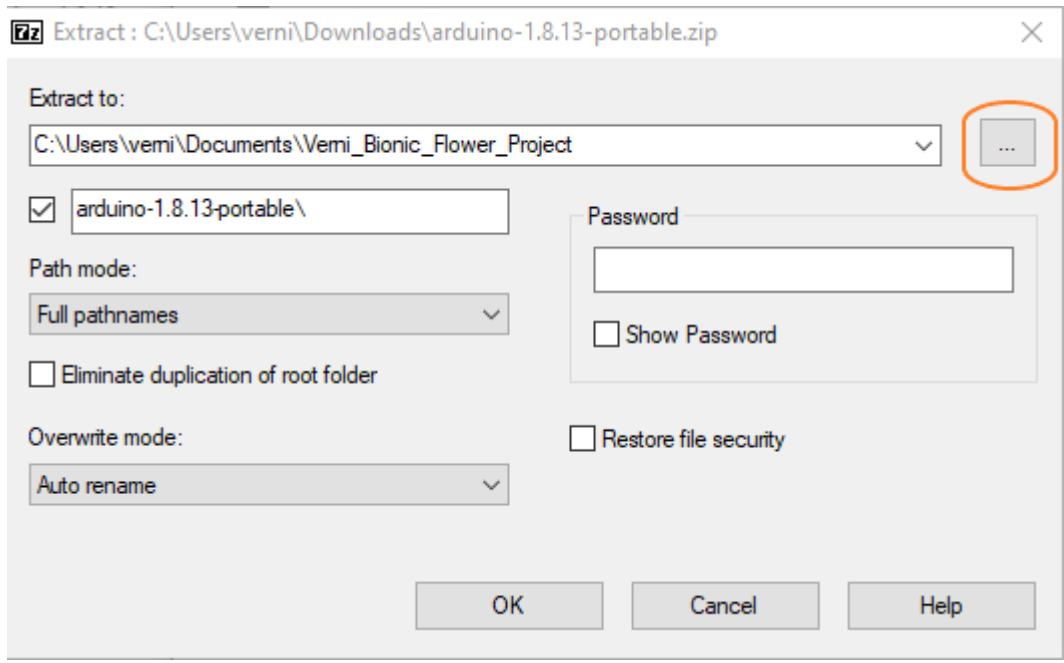 7z Extract : C:\Users\verni\Downloads\arduino-1.8.13-portable.zip
Extract to:
C:\Users\verni\Documents\Verni_Bionic_Flower_Project
...
arduino-1.8.13-portable\
Password
Path mode:
Full pathnames
Show Password
Eliminate duplication of root folder
Overwrite mode:
Restore file security
Auto rename
OK
Cancel
Help